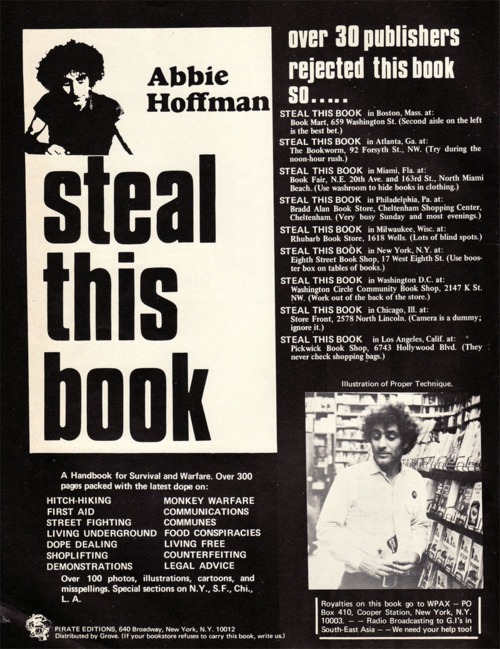 Abbie
Hoffman
steal
this
book
over 30 publishers
rejected this book
so.....
STEAL THIS BOOK in Boston, Mass. at:
Book Mart, 659 Washington St. (Second aisle on the left
is the best bet.)
STEAL THIS BOOK in Atlanta, Ga. at:
The Bookworm, 92 Forsyth St., NW. (Try during the
noon-hour rush.)
STEAL THIS BOOK in Miami, Fla. at:
Book Fair, N.E. 20th Ave. and 163rd St., North Miami
Beach. (Use washroom to hide books in clothing.)
STEAL THIS BOOK in Philadelphia, Pa. at:
Bradd Alan Book Store, Cheltenham Shopping Center,
Cheltenham. (Very busy Sunday and most evenings.)
STEAL THIS BOOK in Milwaukee, Wisc. at:
Rhubarb Book Store, 1618 Wells. (Lots of blind spots.)
STEAL THIS BOOK in New York, N.Y. at:
Eighth Street Book Shop, 17 West Eighth St. (Use boos-
ter box on tables of books.)
STEAL THIS BOOK in Washington D.C. at:
Washington Circle Community Book Shop, 2147 K St.
NW. (Work out of the back of the store.)
STEAL THIS BOOK in Chicago, Ill. at:
Store Front, 2578 North Lincoln. (Camera is a dummy;
ignore it.)
STEAL THIS BOOK in Los Angeles, Calif. at:
Pickwick Book Shop, 6743 Hollywood Blvd. (They
never check shopping bags.)
Illustration of Proper Technique.
A Handbook for Survival and Warfare. Over 300
pages packed with the latest dope on:
HITCH-HIKING
FIRST AID
STREET FIGHTING
LIVING UNDERGROUND
DOPE DEALING
SHOPLIFTING
DEMONSTRATIONS
MONKEY WARFARE
COMMUNICATIONS
COMMUNES
FOOD CONSPIRACIES
LIVING FREE
COUNTERFEITING
LEGAL ADVICE
Over 100 photos, illustrations, cartoons, and
misspellings. Special sections on N.Y., S.F., Chi.,
L. A.
Royalties on this book go to WPAX – PO
Box 410, Cooper Station, New York, N.Y.
10003. – – Radio Broadcasting to G.I's in
South-East Asia – – We need your help too!
PIRATE EDITIONS, 640 Broadway, New York, N.Y. 10012
Distributed by Grove. (If your bookstore refuses to carry this book, write us.)